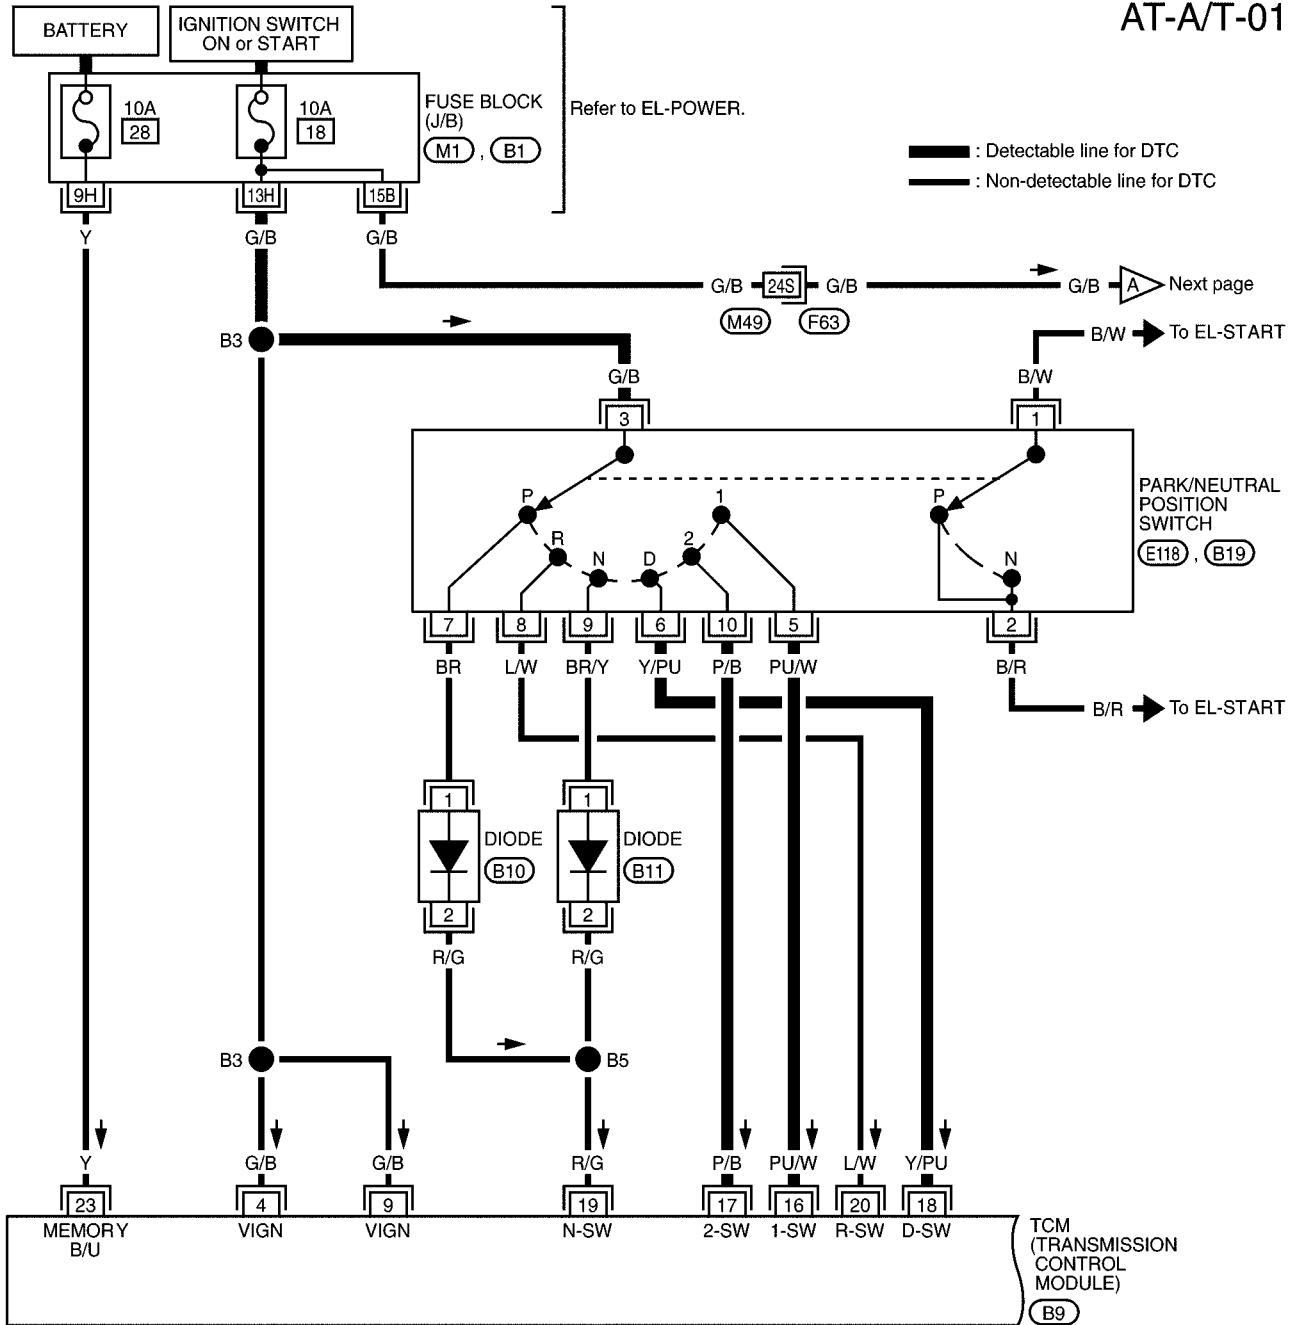 AT-A/T-01
BATTERY
IGNITION SWITCH
ON or START
10A
28
10A
18
FUSE BLOCK
(J/B)
M1 , B1
Refer to EL-POWER.
: Detectable line for DTC
: Non-detectable line for DTC
9H
13H
15B
Y
G/B
G/B
G/B
24S
G/B
G/B
A
Next page
M49
F63
B3
B/W
To EL-START
G/B
B/W
3
1
P
R
N
D
2
1
P
N
PARK/NEUTRAL
POSITION
SWITCH
E118 , B19
7
8
9
6
10
5
2
BR
L/W
BR/Y
Y/PU
P/B
PU/W
B/R
B/R
To EL-START
1
1
DIODE
B10
DIODE
B11
2
2
R/G
R/G
B3
B5
Y
G/B
G/B
R/G
P/B
PU/W
L/W
Y/PU
23
4
9
19
17
16
20
18
MEMORY
B/U
VIGN
VIGN
N-SW
2-SW
1-SW
R-SW
D-SW
TCM
(TRANSMISSION
CONTROL
MODULE)
B9